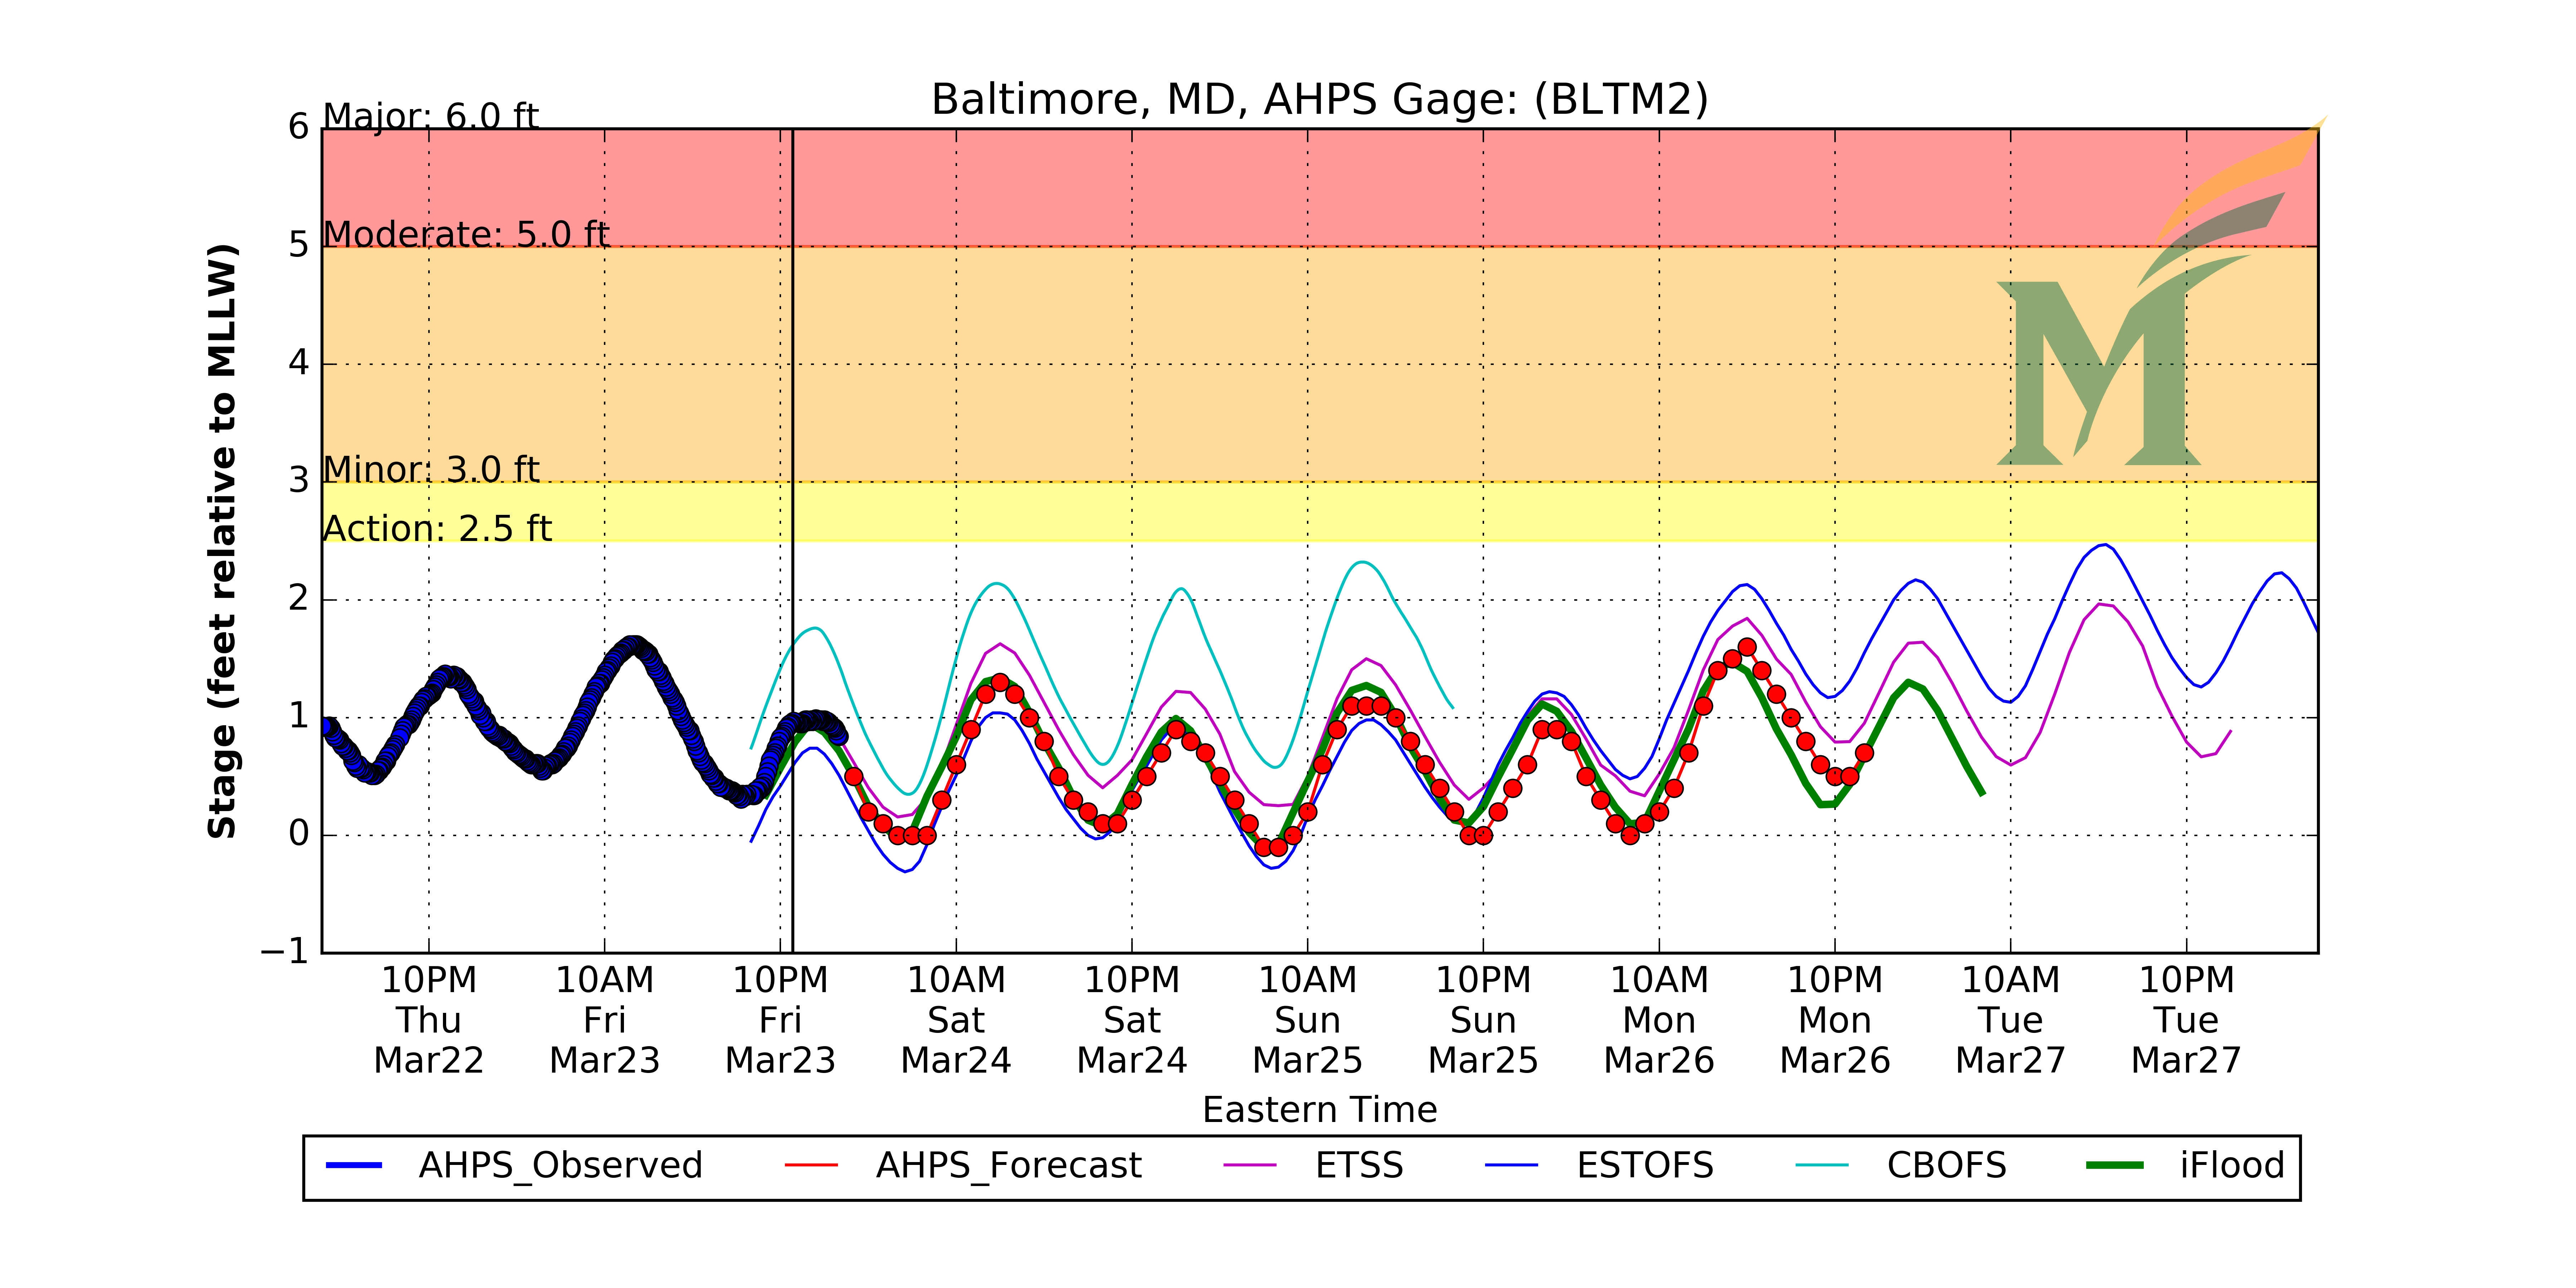 Baltimore, MD, AHPS Gage: (BLTM2)
Stage (feet relative to MLLW)
6
5
4
3
2
1
0
−1
Major: 6.0 ft
Moderate: 5.0 ft
Minor: 3.0 ft
Action: 2.5 ft
M
10PM 10AM 10PM 10AM 10PM 10AM 10PM 10AM 10PM 10AM 10PM
Thu Fri Fri Sat Sat Sun Sun Mon Mon Tue Tue
Mar22 Mar23 Mar23 Mar24 Mar24 Mar25 Mar25 Mar26 Mar26 Mar27 Mar27
Eastern Time
AHPS_Observed AHPS_Forecast ETSS ESTOFS CBOFS iFlood